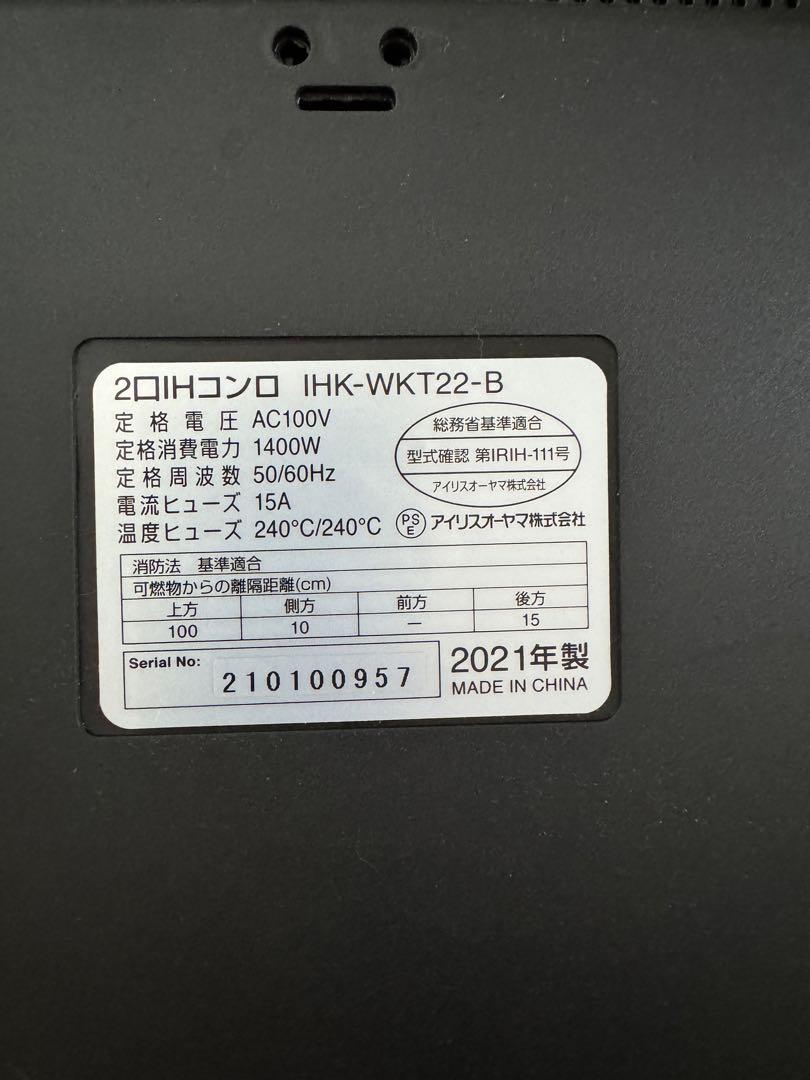 2口IHコンロ IHK-WKT22-B
定格電圧 AC100V
定格消費電力 1400W
定格周波数 50/60Hz
電流ヒューズ 15A
温度ヒューズ 240°C/240°C
総務省基準適合
型式確認 第IRIH-111号
アイリスオーヤマ株式会社
PSE アイリスオーヤマ株式会社
消防法 基準適合
可燃物からの離隔距離(cm)
上方 側方 前方 後方
100 10 ー 15
Serial No: 210100957
2021年製
MADE IN CHINA